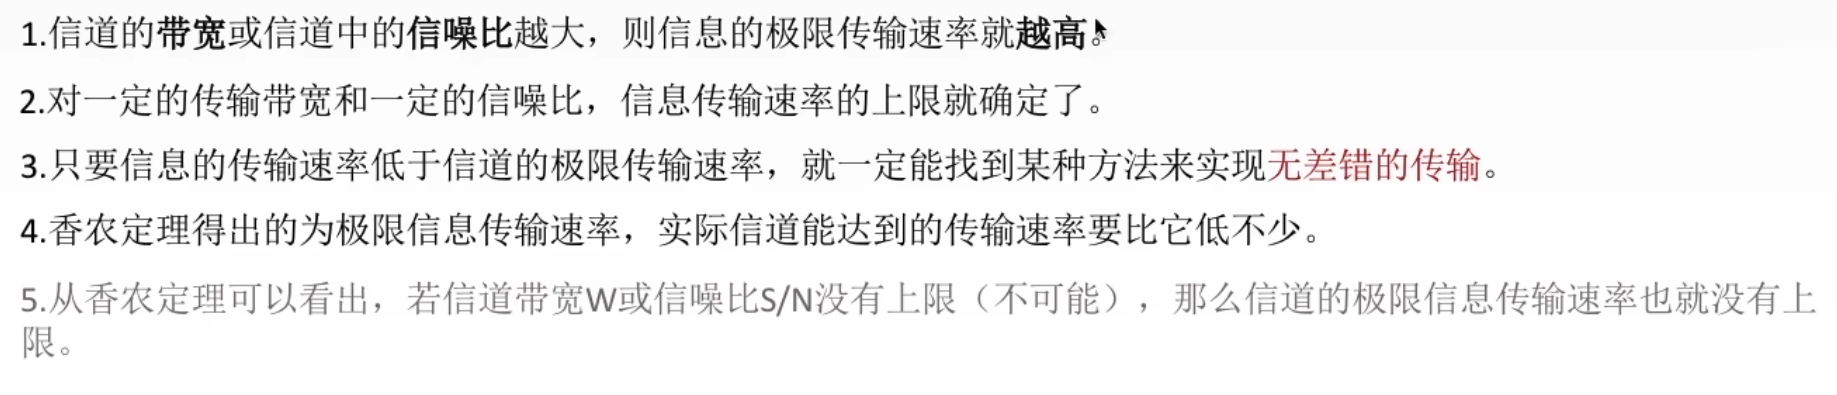 1.信道的带宽或信道中的信噪比越大，则信息的极限传输速率就越高。
2.对一定的传输带宽和一定的信噪比，信息传输速率的上限就确定了。
3.只要信息的传输速率低于信道的极限传输速率，就一定能找到某种方法来实现无差错的传输。
4.香农定理得出的为极限信息传输速率，实际信道能达到的传输速率要比它低不少。
5.从香农定理可以看出，若信道带宽W或信噪比S/N没有上限（不可能），那么信道的极限信息传输速率也就没有上
限。